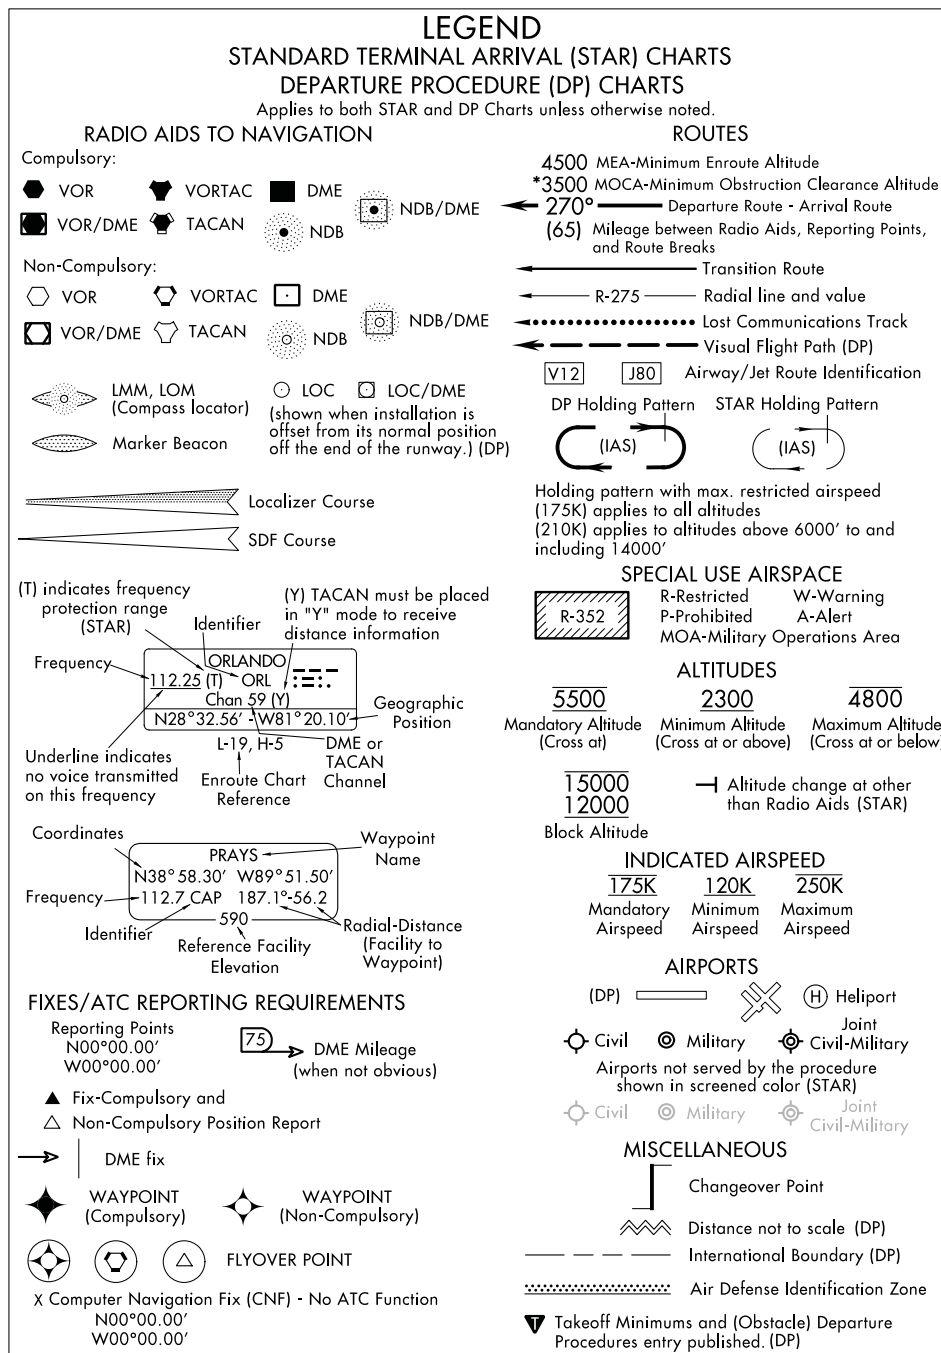 LEGEND
STANDARD TERMINAL ARRIVAL (STAR) CHARTS
DEPARTURE PROCEDURE (DP) CHARTS
Applies to both STAR and DP Charts unless otherwise noted.
RADIO AIDS TO NAVIGATION
Compulsory:
VOR
VORTAC
DME
NDB/DME
VOR/DME
TACAN
NDB
Non-Compulsory:
VOR
VORTAC
DME
NDB/DME
VOR/DME
TACAN
NDB
LMM, LOM
(Compass locator)
Marker Beacon
LOC
LOC/DME
(shown when installation is
offset from its normal position
off the end of the runway.) (DP)
Localizer Course
SDF Course
(T) indicates frequency
protection range
(STAR)
Identifier
(Y) TACAN must be placed
in "Y" mode to receive
distance information
Frequency
ORLANDO
112.25 (T) ORL
Chan 59 (Y)
N28°32.56' - W81°20.10'
Geographic
Position
L-19, H-5
Underline indicates
no voice transmitted
on this frequency
Enroute Chart
Reference
DME or
TACAN
Channel
Coordinates
Waypoint
Name
PRAYS
N38°58.30' W89°51.50'
Frequency
112.7 CAP 187.1°-56.2
590
Identifier
Reference Facility
Elevation
Radial-Distance
(Facility to
Waypoint)
FIXES/ATC REPORTING REQUIREMENTS
Reporting Points
N00°00.00'
W00°00.00'
75
DME Mileage
(when not obvious)
Fix-Compulsory and
Non-Compulsory Position Report
DME fix
WAYPOINT
(Compulsory)
WAYPOINT
(Non-Compulsory)
FLYOVER POINT
X Computer Navigation Fix (CNF) - No ATC Function
N00°00.00'
W00°00.00'
ROUTES
4500 MEA-Minimum Enroute Altitude
*3500 MOCA-Minimum Obstruction Clearance Altitude
270° Departure Route - Arrival Route
(65) Mileage between Radio Aids, Reporting Points,
and Route Breaks
Transition Route
R-275 Radial line and value
Lost Communications Track
Visual Flight Path (DP)
V12 J80 Airway/Jet Route Identification
DP Holding Pattern
STAR Holding Pattern
(IAS)
(IAS)
Holding pattern with max. restricted airspeed
(175K) applies to all altitudes
(210K) applies to altitudes above 6000' to and
including 14000'
SPECIAL USE AIRSPACE
R-352
R-Restricted W-Warning
P-Prohibited A-Alert
MOA-Military Operations Area
ALTITUDES
5500
Mandatory Altitude
(Cross at)
2300
Minimum Altitude
(Cross at or above)
4800
Maximum Altitude
(Cross at or below)
15000
12000
Block Altitude
Altitude change at other
than Radio Aids (STAR)
INDICATED AIRSPEED
175K
Mandatory
Airspeed
120K
Minimum
Airspeed
250K
Maximum
Airspeed
AIRPORTS
(DP)
H Heliport
Civil
Military
Joint
Civil-Military
Airports not served by the procedure
shown in screened color (STAR)
Civil
Military
Joint
Civil-Military
MISCELLANEOUS
Changeover Point
Distance not to scale (DP)
International Boundary (DP)
Air Defense Identification Zone
T Takeoff Minimums and (Obstacle) Departure
Procedures entry published. (DP)